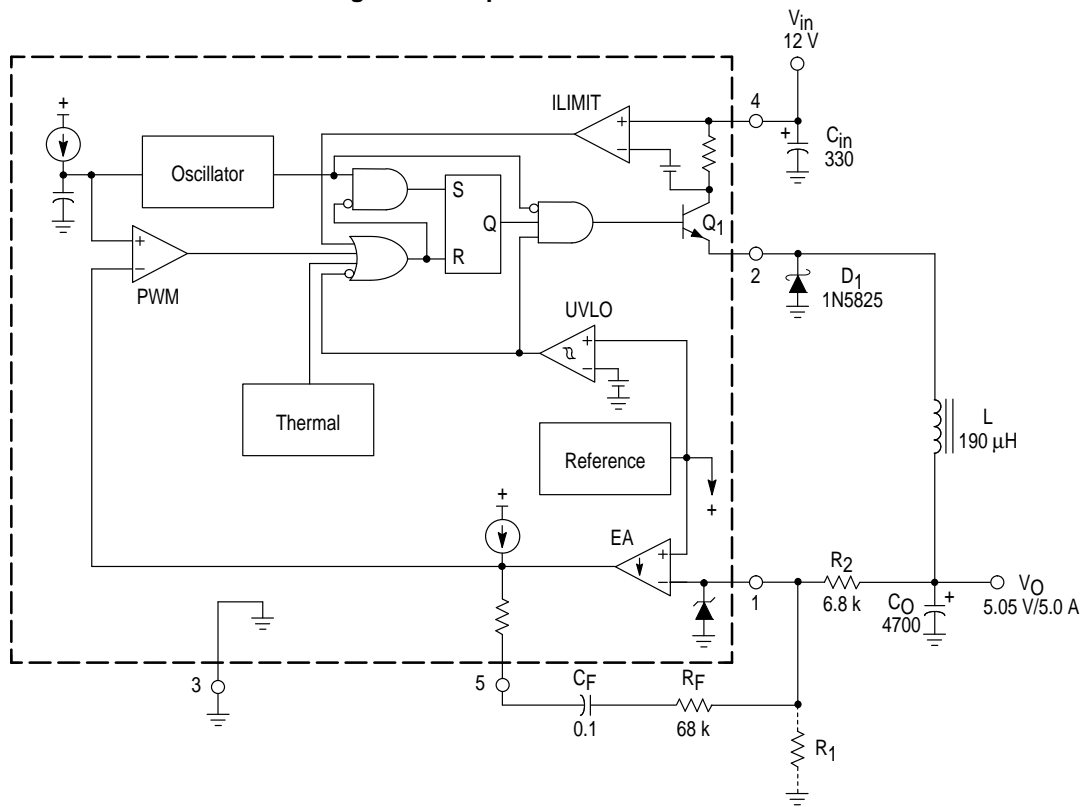 Vin
12 V
+
ILIMIT
4
+
−
+
Cin
330
Oscillator
S
Q
R
Q1
+
−
PWM
2
D1
1N5825
UVLO
+
−
Thermal
L
190 µH
Reference
+
+
EA
+
−
1
R2
6.8 k
CO
4700
+
VO
5.05 V/5.0 A
3
5
CF
0.1
RF
68 k
R1